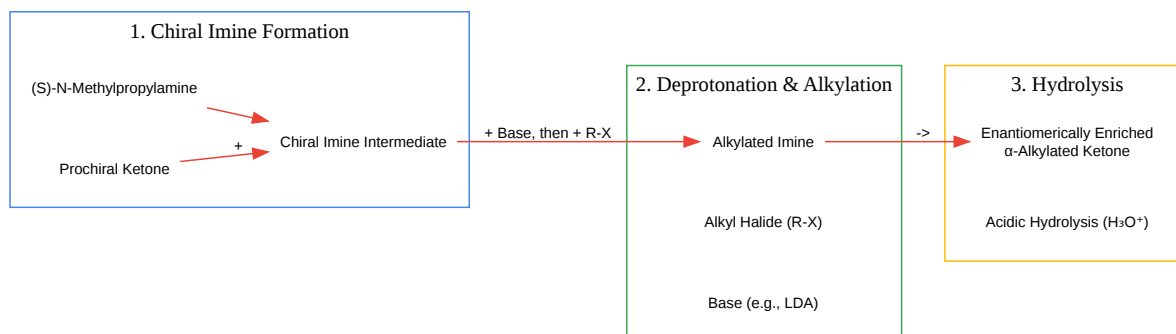 1. Chiral Imine Formation
(S)-N-Methylpropylamine
+
Prochiral Ketone
Chiral Imine Intermediate
+ Base, then + R-X
2. Deprotonation & Alkylation
Alkylated Imine
Alkyl Halide (R-X)
Base (e.g., LDA)
->
3. Hydrolysis
Enantiomerically Enriched
α-Alkylated Ketone
Acidic Hydrolysis (H₃O⁺)